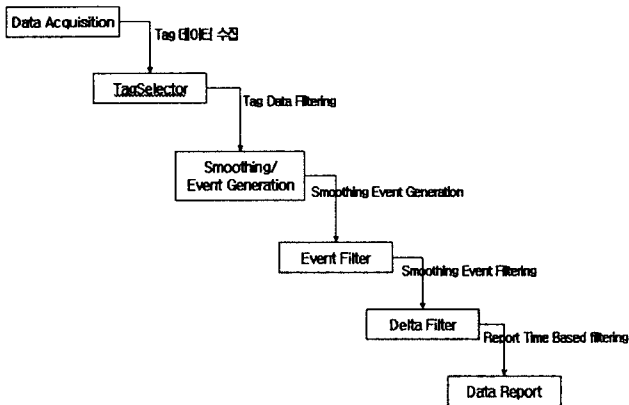 Data Acquisition
Tag 데이터 수집
TagSelector
Tag Data Filtering
Smoothing/
Event Generation
Smoothing Event Generation
Event Filter
Smoothing Event Filtering
Delta Filter
Report Time Based filtering
Data Report